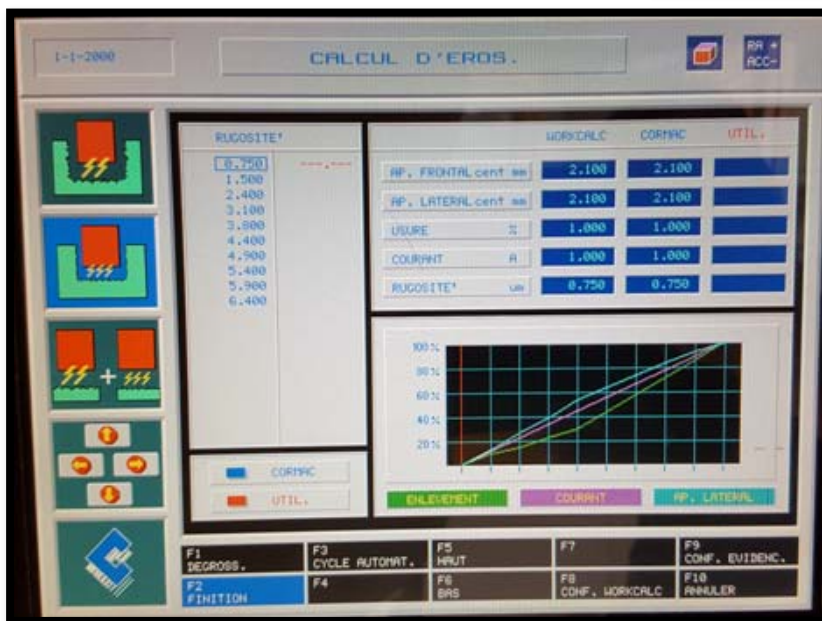 1-1-2000
CALCUL D'EROS.
RA +
ACC-
RUGOSITE'
0.750 ---.---
1.500
2.400
3.100
3.800
4.400
4.900
5.400
5.900
6.400
WORKCALC CORMAC UTIL.
AP. FRONTAL cent mm 2.100 2.100
AP. LATERAL cent mm 2.100 2.100
USURE % 1.000 1.000
COURANT A 1.000 1.000
RUGOSITE' um 0.750 0.750
100 %
80 %
60 %
40 %
20 %
CORMAC
UTIL.
ENLEVEMENT COURANT AP. LATERAL
F1 DEGROSS.
F3 CYCLE AUTOMAT.
F5 HAUT
F7
F9 CONF. EVIDENC.
F2 FINITION
F4
F6 BAS
F8 CONF. WORKCALC
F10 ANNULER